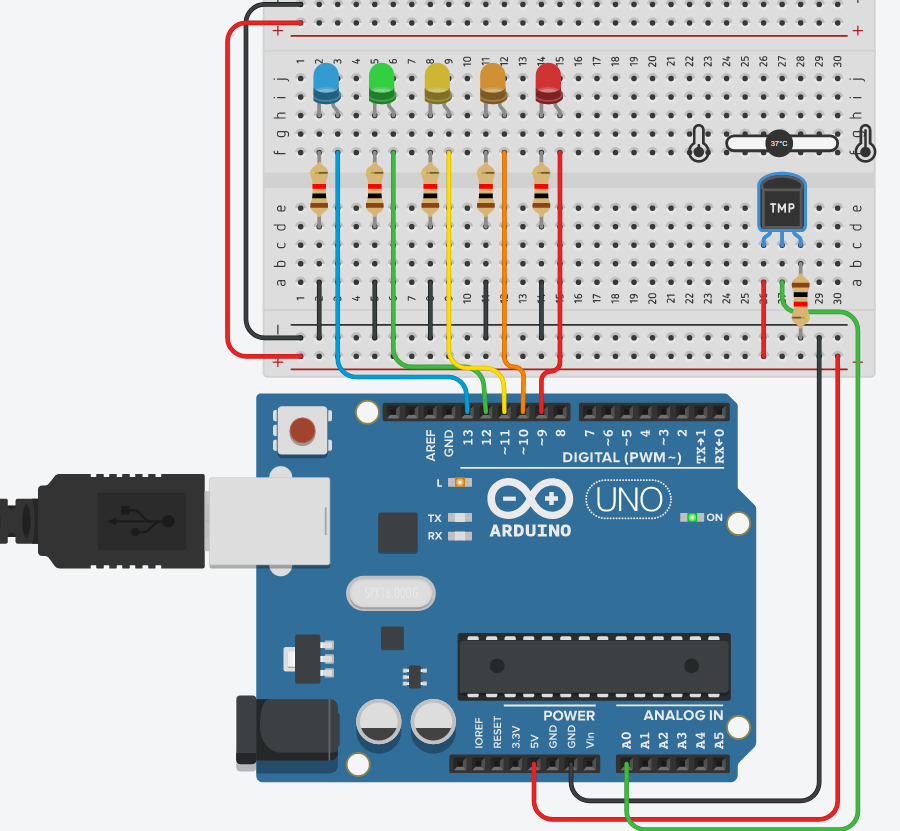 + +
1 2 3 4 5 6 7 8 9 10 11 12 13 14 15 16 17 18 19 20 21 22 23 24 25 26 27 28 29 30
j j
i i
h h
g g
f f
37°C
TMP
e e
d d
c c
b b
a a
1 2 3 4 5 6 7 8 9 10 11 12 13 14 15 16 17 18 19 20 21 22 23 24 25 26 27 28 29 30
− −
+ +
AREF GND 13 12 ~11 ~10 ~9 8 7 ~6 ~5 4 ~3 2 TX→1 RX←0
DIGITAL (PWM~)
L
TX
RX
UNO
ARDUINO
ON
SPK16.000G
POWER ANALOG IN
IOREF RESET 3.3V 5V GND GND Vin A0 A1 A2 A3 A4 A5